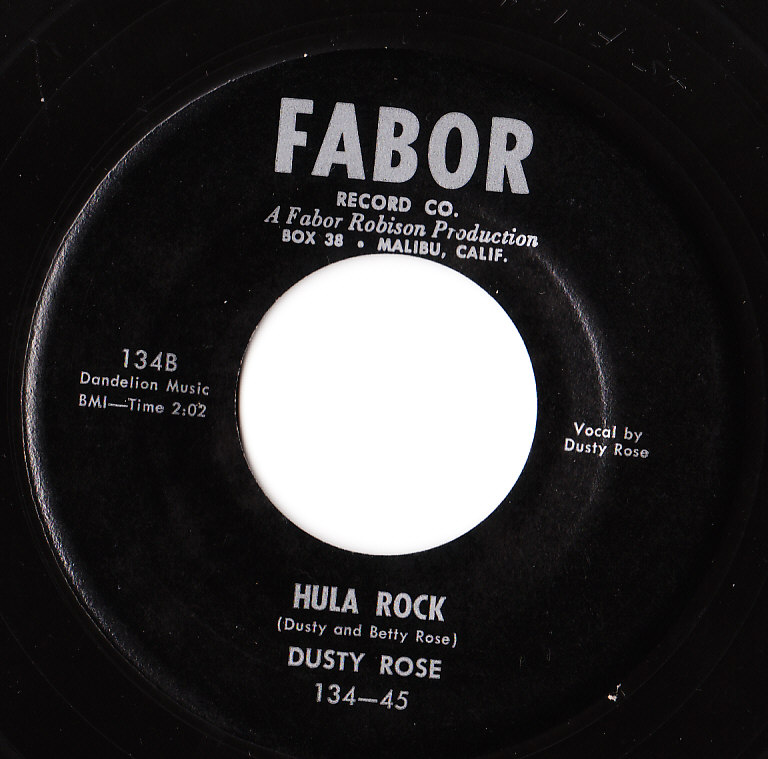 FABOR
RECORD CO.
A Fabor Robison Production
BOX 38 • MALIBU, CALIF.
134B
Dandelion Music
BMI—Time 2:02
Vocal by
Dusty Rose
HULA ROCK
(Dusty and Betty Rose)
DUSTY ROSE
134—45